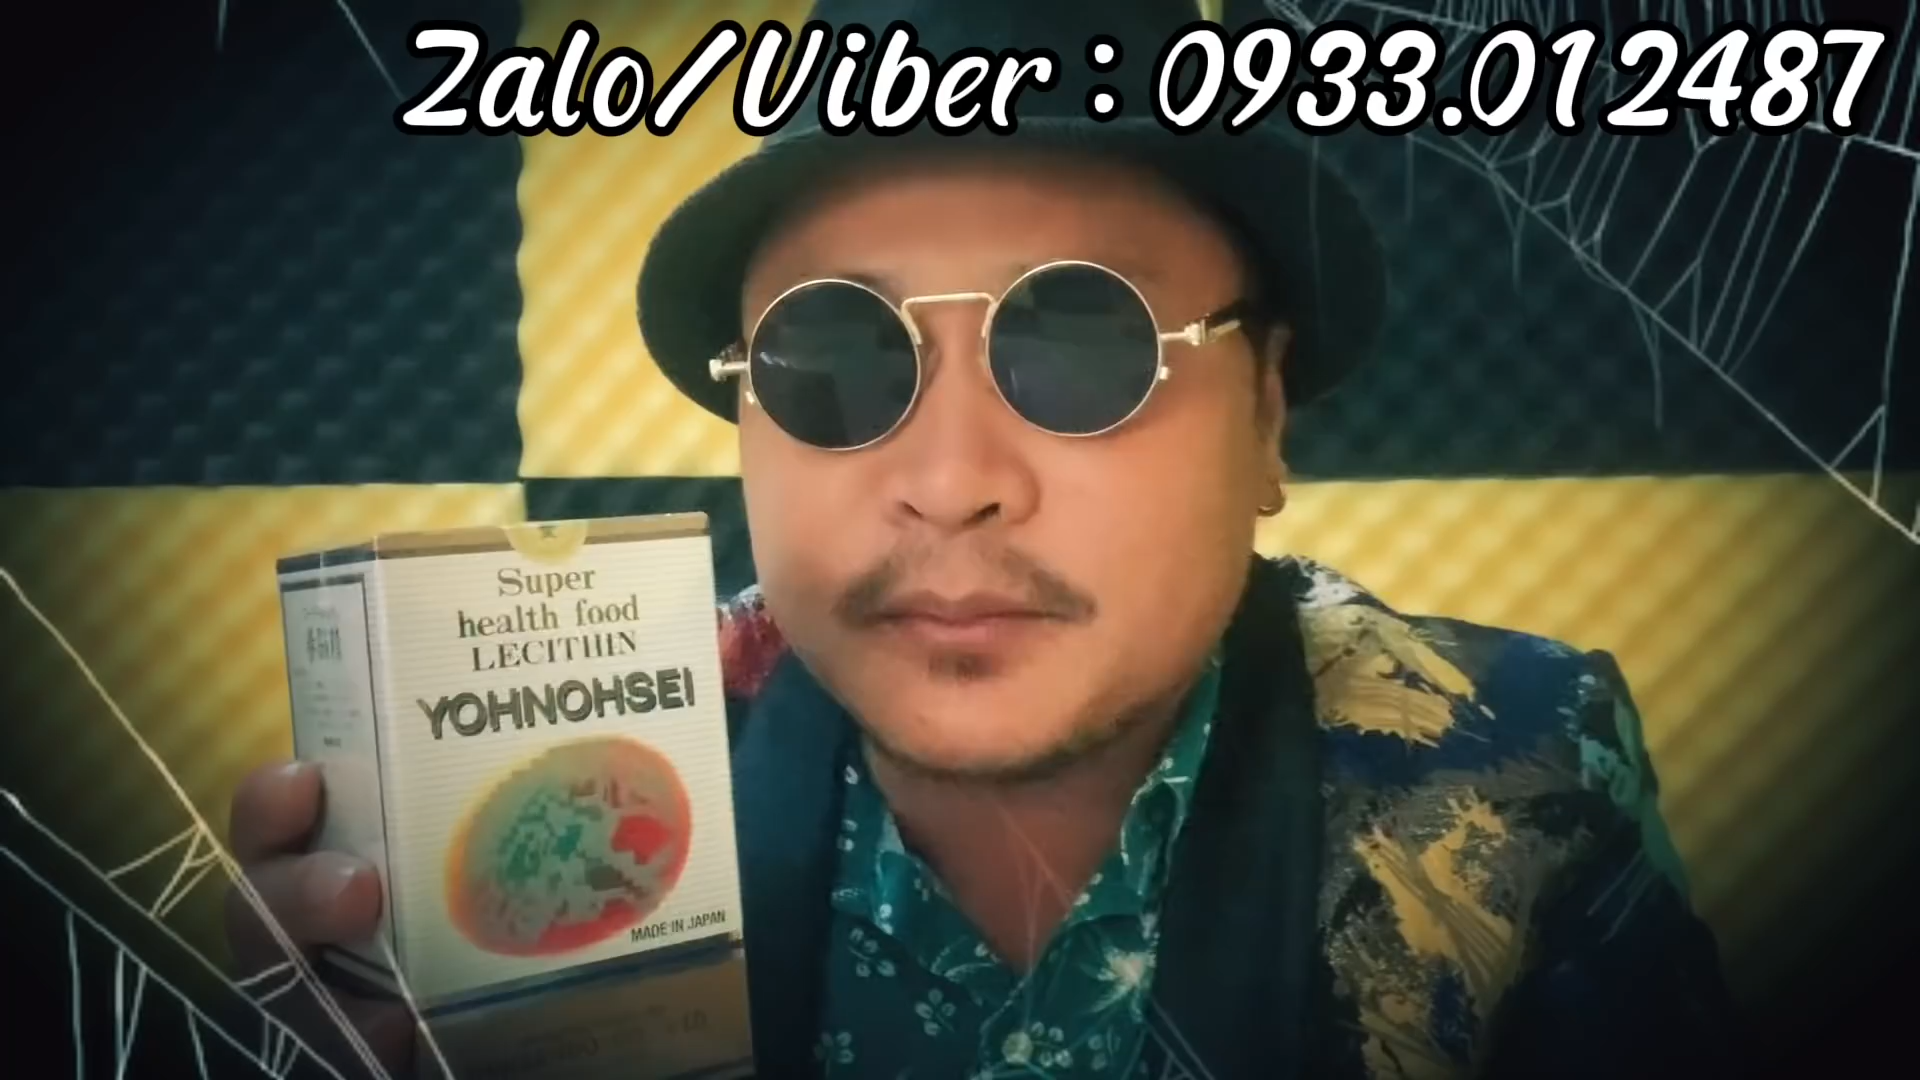 Zalo/Viber : 0933.012487
Super
health food
LECITHIN
YOHNOHSEI
MADE IN JAPAN